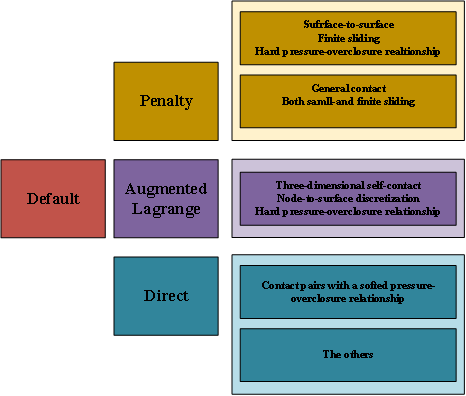 Sufrface-to-surface
Finite sliding
Hard pressure-overclosure realtionship
General contact
Both samll-and finite sliding
Penalty
Default
Augmented
Lagrange
Three-dimensional self-contact
Node-to-surface discretization
Hard pressure-overclosure relationship
Direct
Contact pairs with a softed pressure-
overclosure relationship
The others